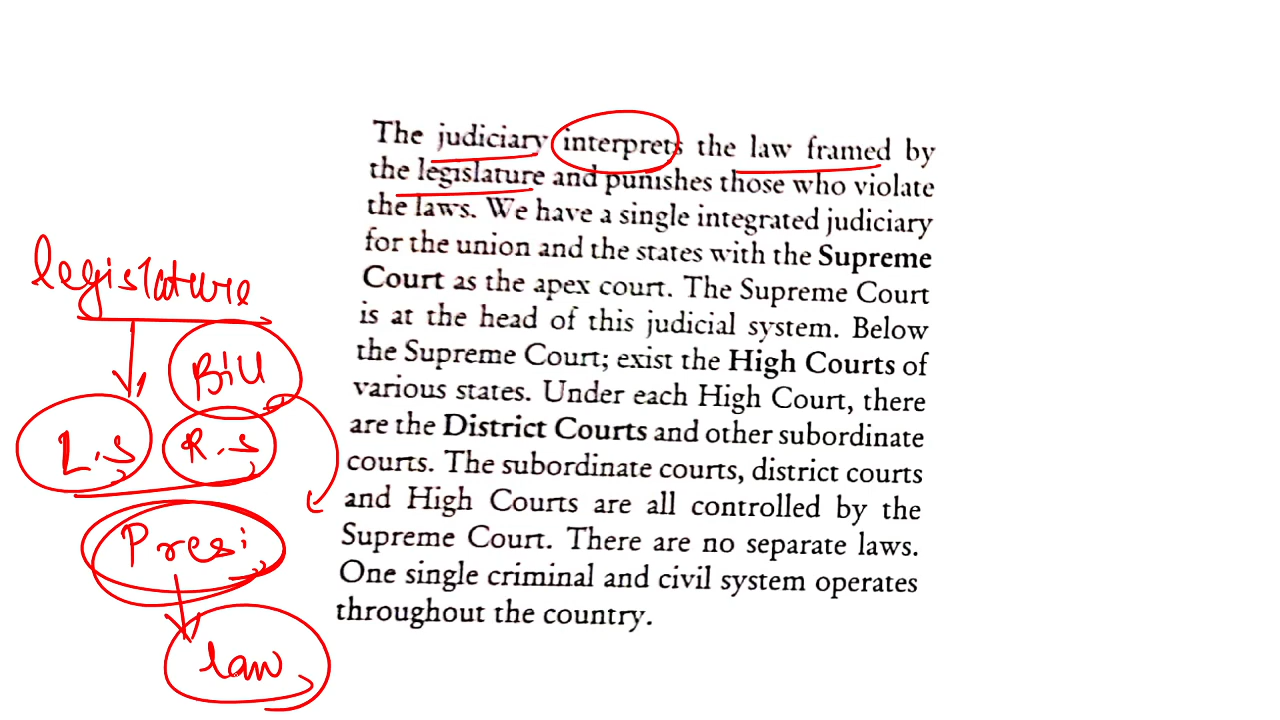 The judiciary interprets the law framed by
the legislature and punishes those who violate
the laws. We have a single integrated judiciary
for the union and the states with the Supreme
Court as the apex court. The Supreme Court
is at the head of this judicial system. Below
the Supreme Court; exist the High Courts of
various states. Under each High Court, there
are the District Courts and other subordinate
courts. The subordinate courts, district courts
and High Courts are all controlled by the
Supreme Court. There are no separate laws.
One single criminal and civil system operates
throughout the country.
legislature
Bill
L.S R.S
Presi
law